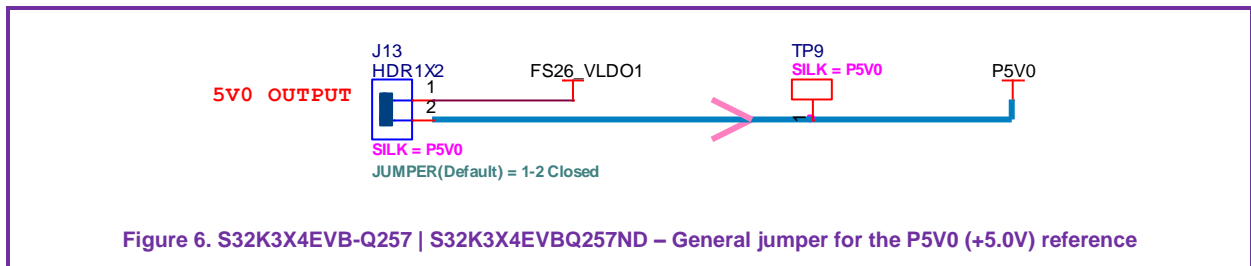 J13
HDR1X2
5V0 OUTPUT
1
2
FS26_VLDO1
TP9
SILK = P5V0
1
P5V0
SILK = P5V0
JUMPER(Default) = 1-2 Closed
Figure 6. S32K3X4EVB-Q257 | S32K3X4EVBQ257ND – General jumper for the P5V0 (+5.0V) reference